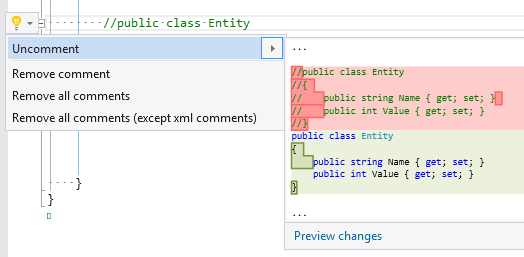 //public class Entity
Uncomment
Remove comment
Remove all comments
Remove all comments (except xml comments)
...
//public class Entity
//{
//    public string Name { get; set; }
//    public int Value { get; set; }
//}
public class Entity
{
    public string Name { get; set; }
    public int Value { get; set; }
}
...
Preview changes
}
}